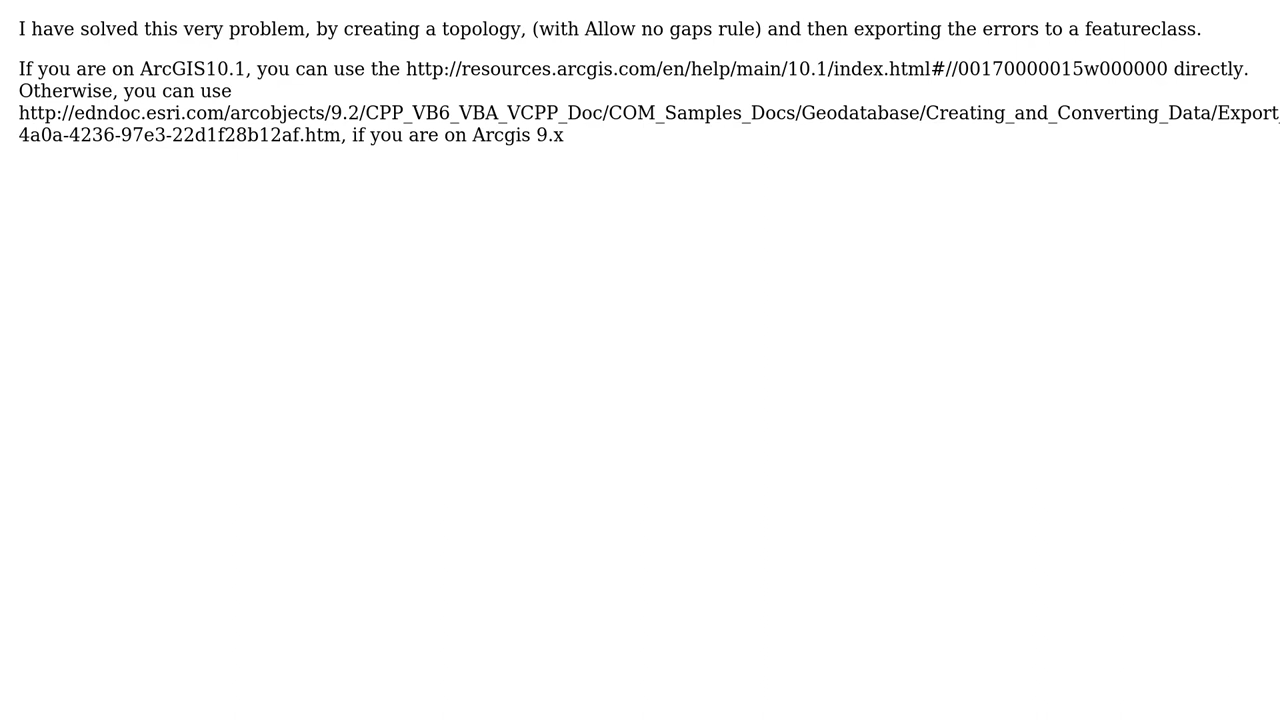 I have solved this very problem, by creating a topology, (with Allow no gaps rule) and then exporting the errors to a featureclass.
If you are on ArcGIS10.1, you can use the http://resources.arcgis.com/en/help/main/10.1/index.html#//00170000015w000000 directly.
Otherwise, you can use
http://edndoc.esri.com/arcobjects/9.2/CPP_VB6_VBA_VCPP_Doc/COM_Samples_Docs/Geodatabase/Creating_and_Converting_Data/Export_
4a0a-4236-97e3-22d1f28b12af.htm, if you are on Arcgis 9.x